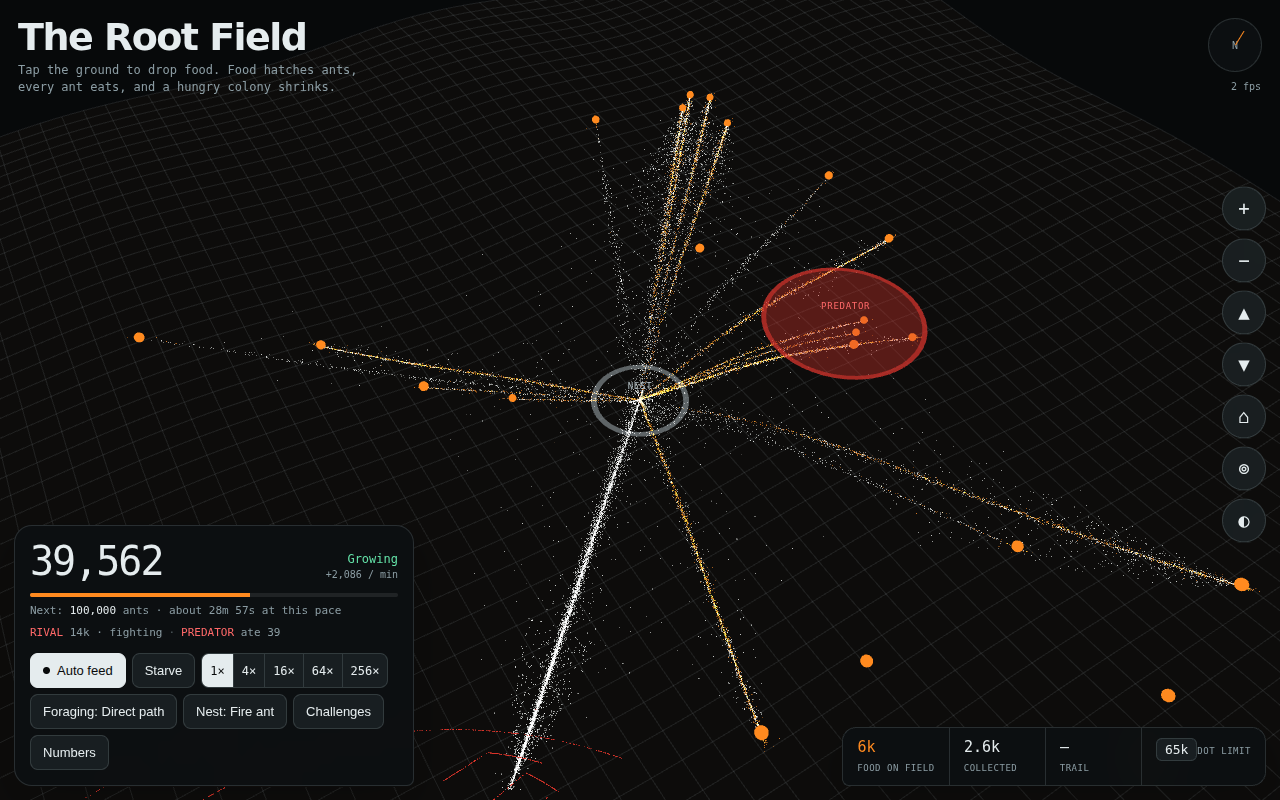 The Root Field
Tap the ground to drop food. Food hatches ants,
every ant eats, and a hungry colony shrinks.
N
2 fps
PREDATOR
NEST
39,562
Growing
+2,086 / min
Next: 100,000 ants · about 28m 57s at this pace
RIVAL 14k · fighting · PREDATOR ate 39
Auto feed
Starve
1×
4×
16×
64×
256×
Foraging: Direct path
Nest: Fire ant
Challenges
Numbers
6k
FOOD ON FIELD
2.6k
COLLECTED
—
TRAIL
65k
DOT LIMIT